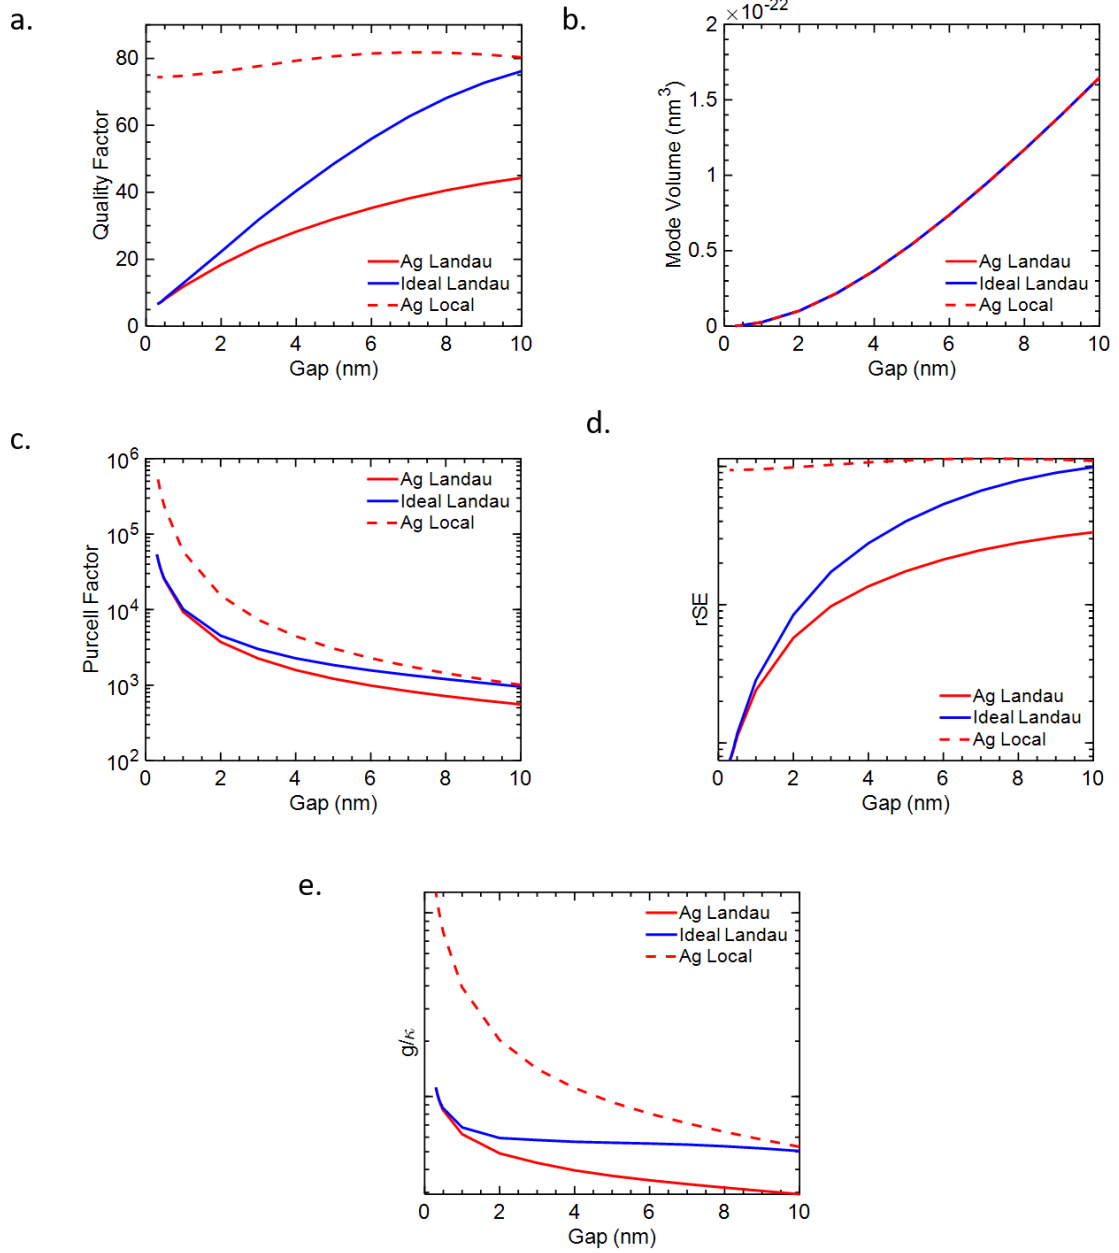 a.
80
60
40
20
0
Quality Factor
Ag Landau
Ideal Landau
Ag Local
0 2 4 6 8 10
Gap (nm)
b.
×10-22
2
1.5
1
0.5
0
Mode Volume (nm3)
Ag Landau
Ideal Landau
Ag Local
0 2 4 6 8 10
Gap (nm)
c.
106
105
104
103
102
Purcell Factor
Ag Landau
Ideal Landau
Ag Local
0 2 4 6 8 10
Gap (nm)
d.
rSE
Ag Landau
Ideal Landau
Ag Local
0 2 4 6 8 10
Gap (nm)
e.
g/κ
Ag Landau
Ideal Landau
Ag Local
0 2 4 6 8 10
Gap (nm)